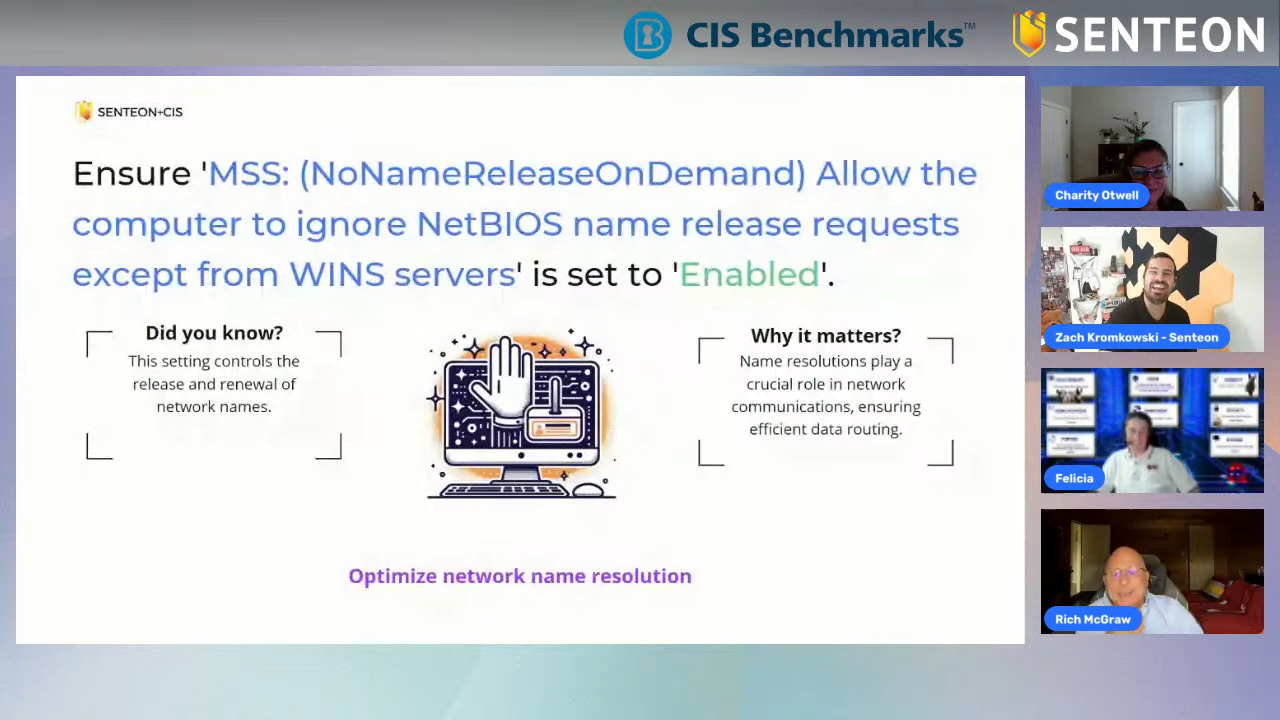 CIS Benchmarks™
SENTEON
SENTEON+CIS
Ensure 'MSS: (NoNameReleaseOnDemand) Allow the
computer to ignore NetBIOS name release requests
except from WINS servers' is set to 'Enabled'.
Did you know?
This setting controls the
release and renewal of
network names.
Why it matters?
Name resolutions play a
crucial role in network
communications, ensuring
efficient data routing.
Optimize network name resolution
Charity Otwell
Zach Kromkowski - Senteon
Felicia
Rich McGraw